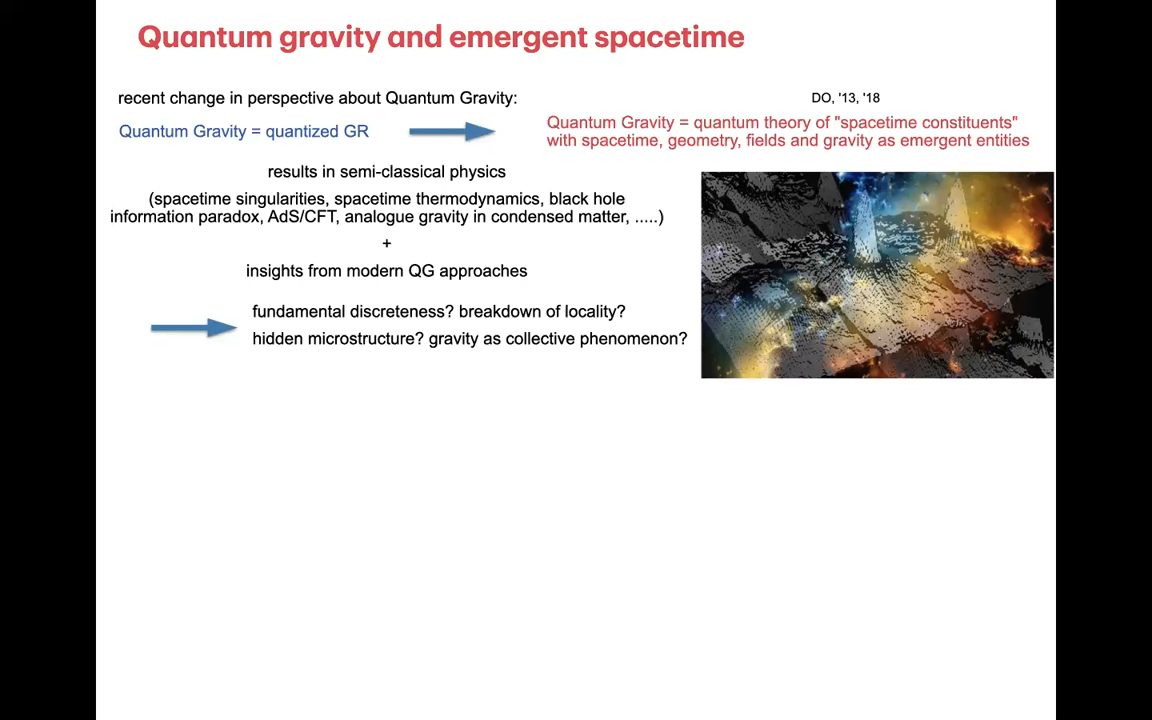 Quantum gravity and emergent spacetime
recent change in perspective about Quantum Gravity:
DO, '13, '18
Quantum Gravity = quantized GR
Quantum Gravity = quantum theory of "spacetime constituents"
with spacetime, geometry, fields and gravity as emergent entities
results in semi-classical physics
(spacetime singularities, spacetime thermodynamics, black hole
information paradox, AdS/CFT, analogue gravity in condensed matter, .....)
+
insights from modern QG approaches
fundamental discreteness? breakdown of locality?
hidden microstructure? gravity as collective phenomenon?